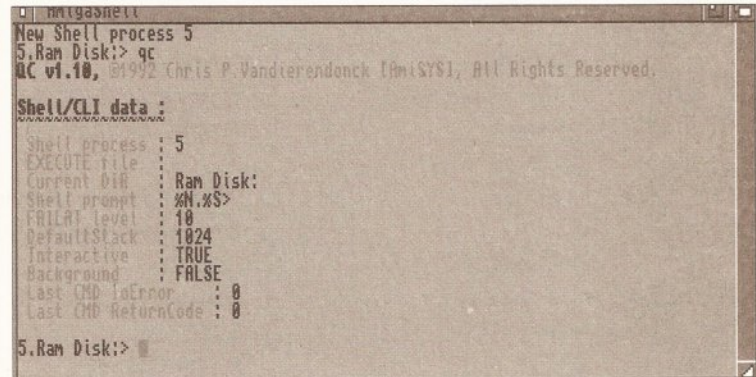 AmigaShell
New Shell process 5
5.Ram Disk:> qc
QC v1.10, ©1992 Chris P.Vandierendonck [AmiSYS], All Rights Reserved.
Shell/CLI data :
Shell process : 5
EXECUTE file :
Current DIR : Ram Disk:
Shell prompt : %N.%S>
FAILAT level : 10
DefaultStack : 1024
Interactive : TRUE
Background : FALSE
Last CMD IoError : 0
Last CMD ReturnCode : 0
5.Ram Disk:>